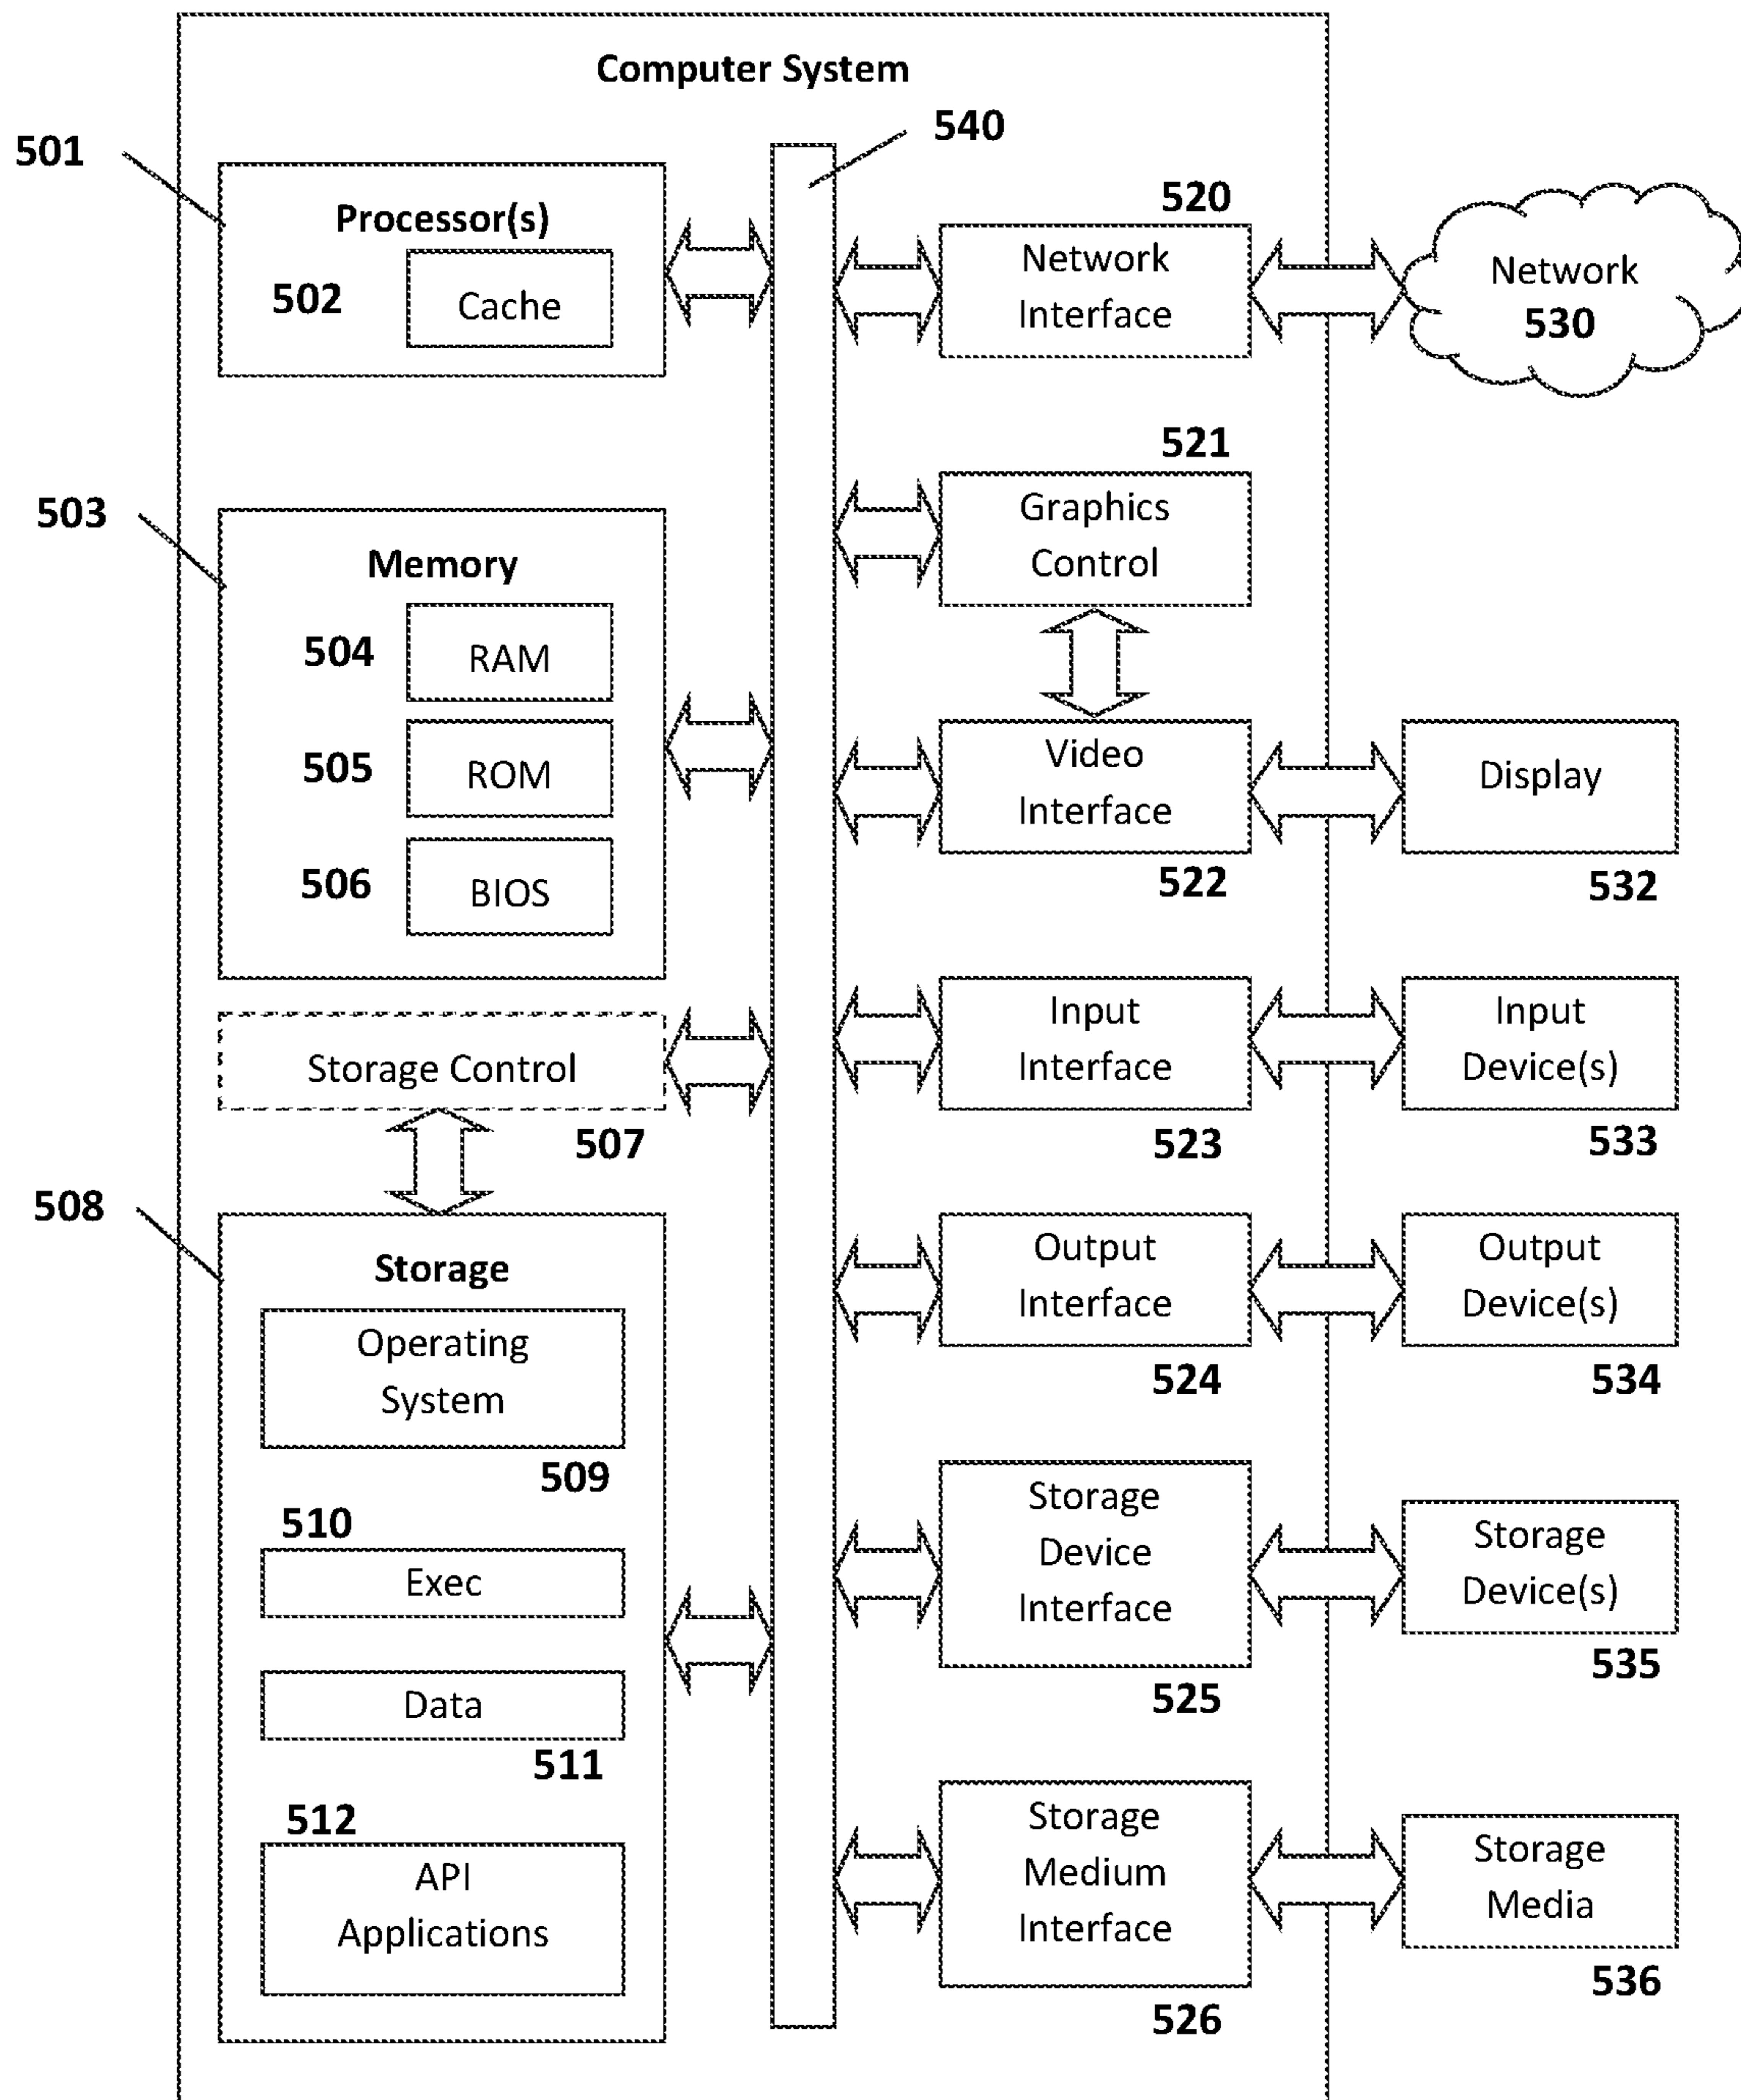 Computer System
540
501
Processor(s)
502
Cache
520
Network
Interface
Network
530
521
Graphics
Control
503
Memory
504
RAM
505
ROM
506
BIOS
Video
Interface
522
Display
532
Storage Control
507
Input
Interface
523
Input
Device(s)
533
508
Storage
Operating
System
509
510
Exec
Data
511
512
API
Applications
Output
Interface
524
Output
Device(s)
534
Storage
Device
Interface
525
Storage
Device(s)
535
Storage
Medium
Interface
526
Storage
Media
536